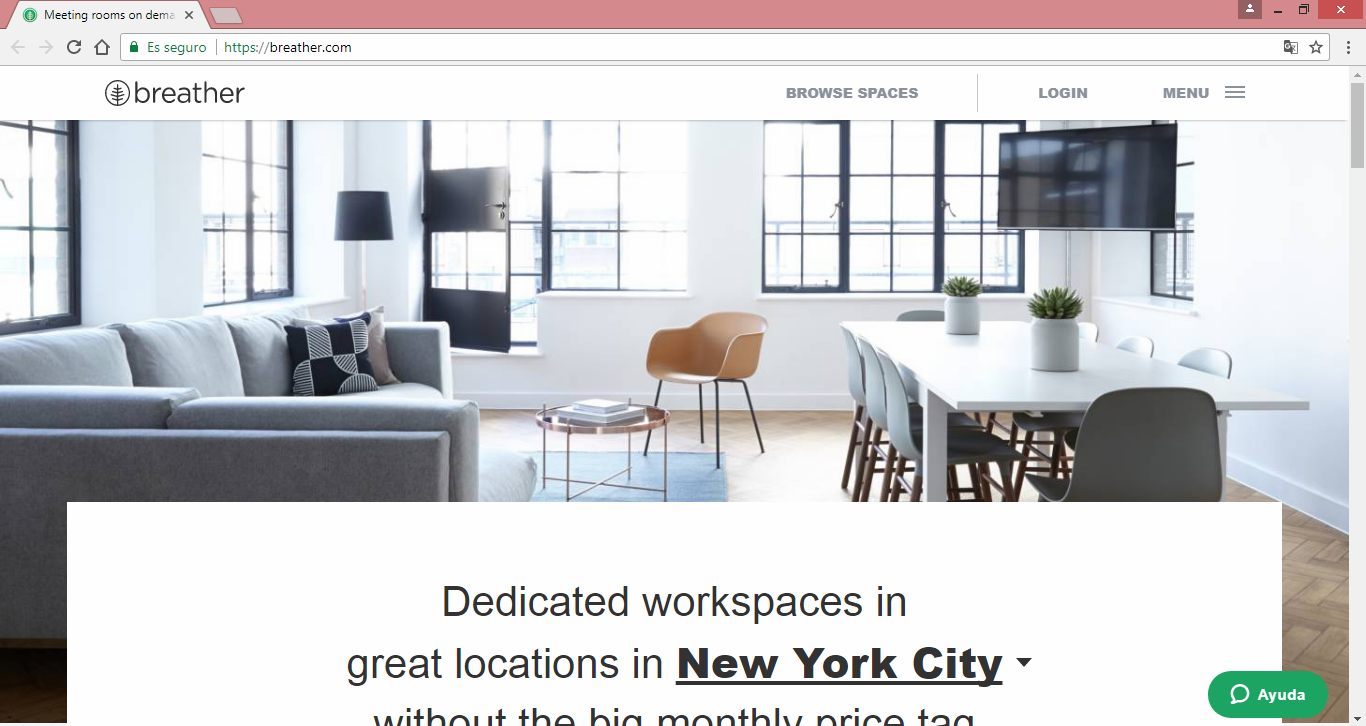 Meeting rooms on dema
Es seguro https://breather.com
breather
BROWSE SPACES LOGIN MENU
Dedicated workspaces in
great locations in New York City
without the big monthly price tag
Ayuda